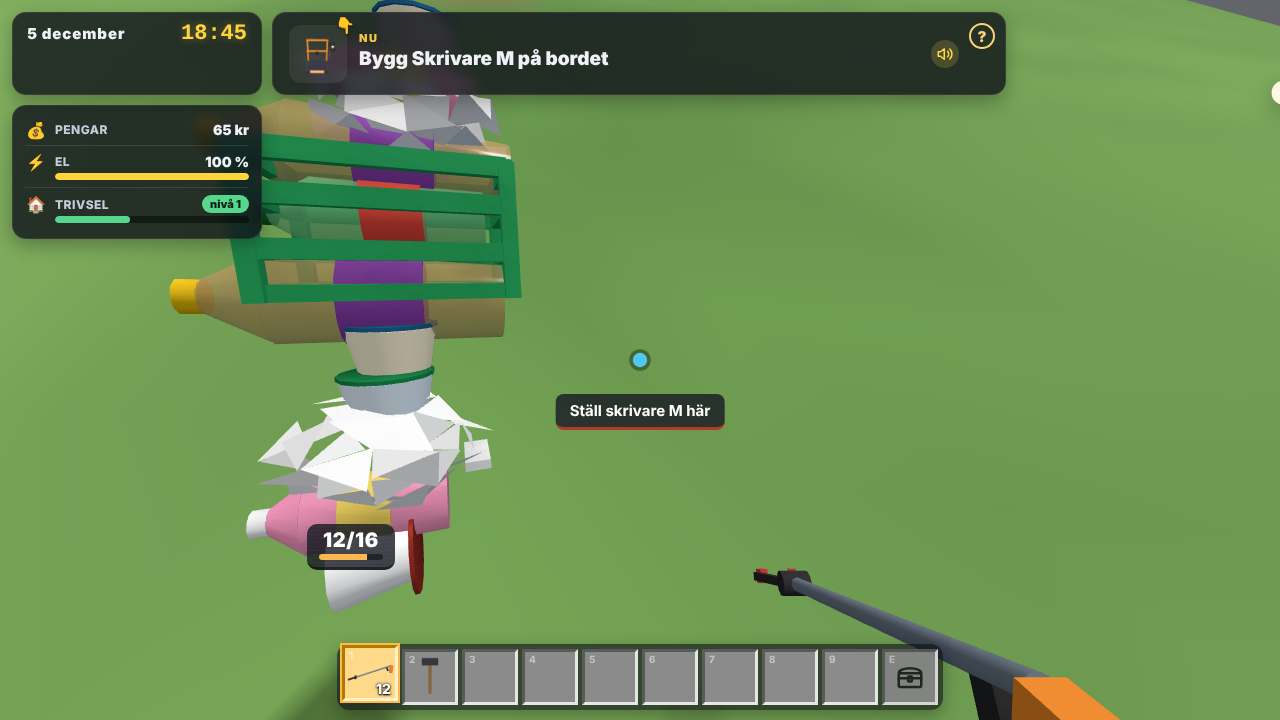 5 december
18:45
NU
Bygg Skrivare M på bordet
?
PENGAR
65 kr
EL
100 %
TRIVSEL
nivå 1
Ställ skrivare M här
12/16
1
12
2
3
4
5
6
7
8
9
E